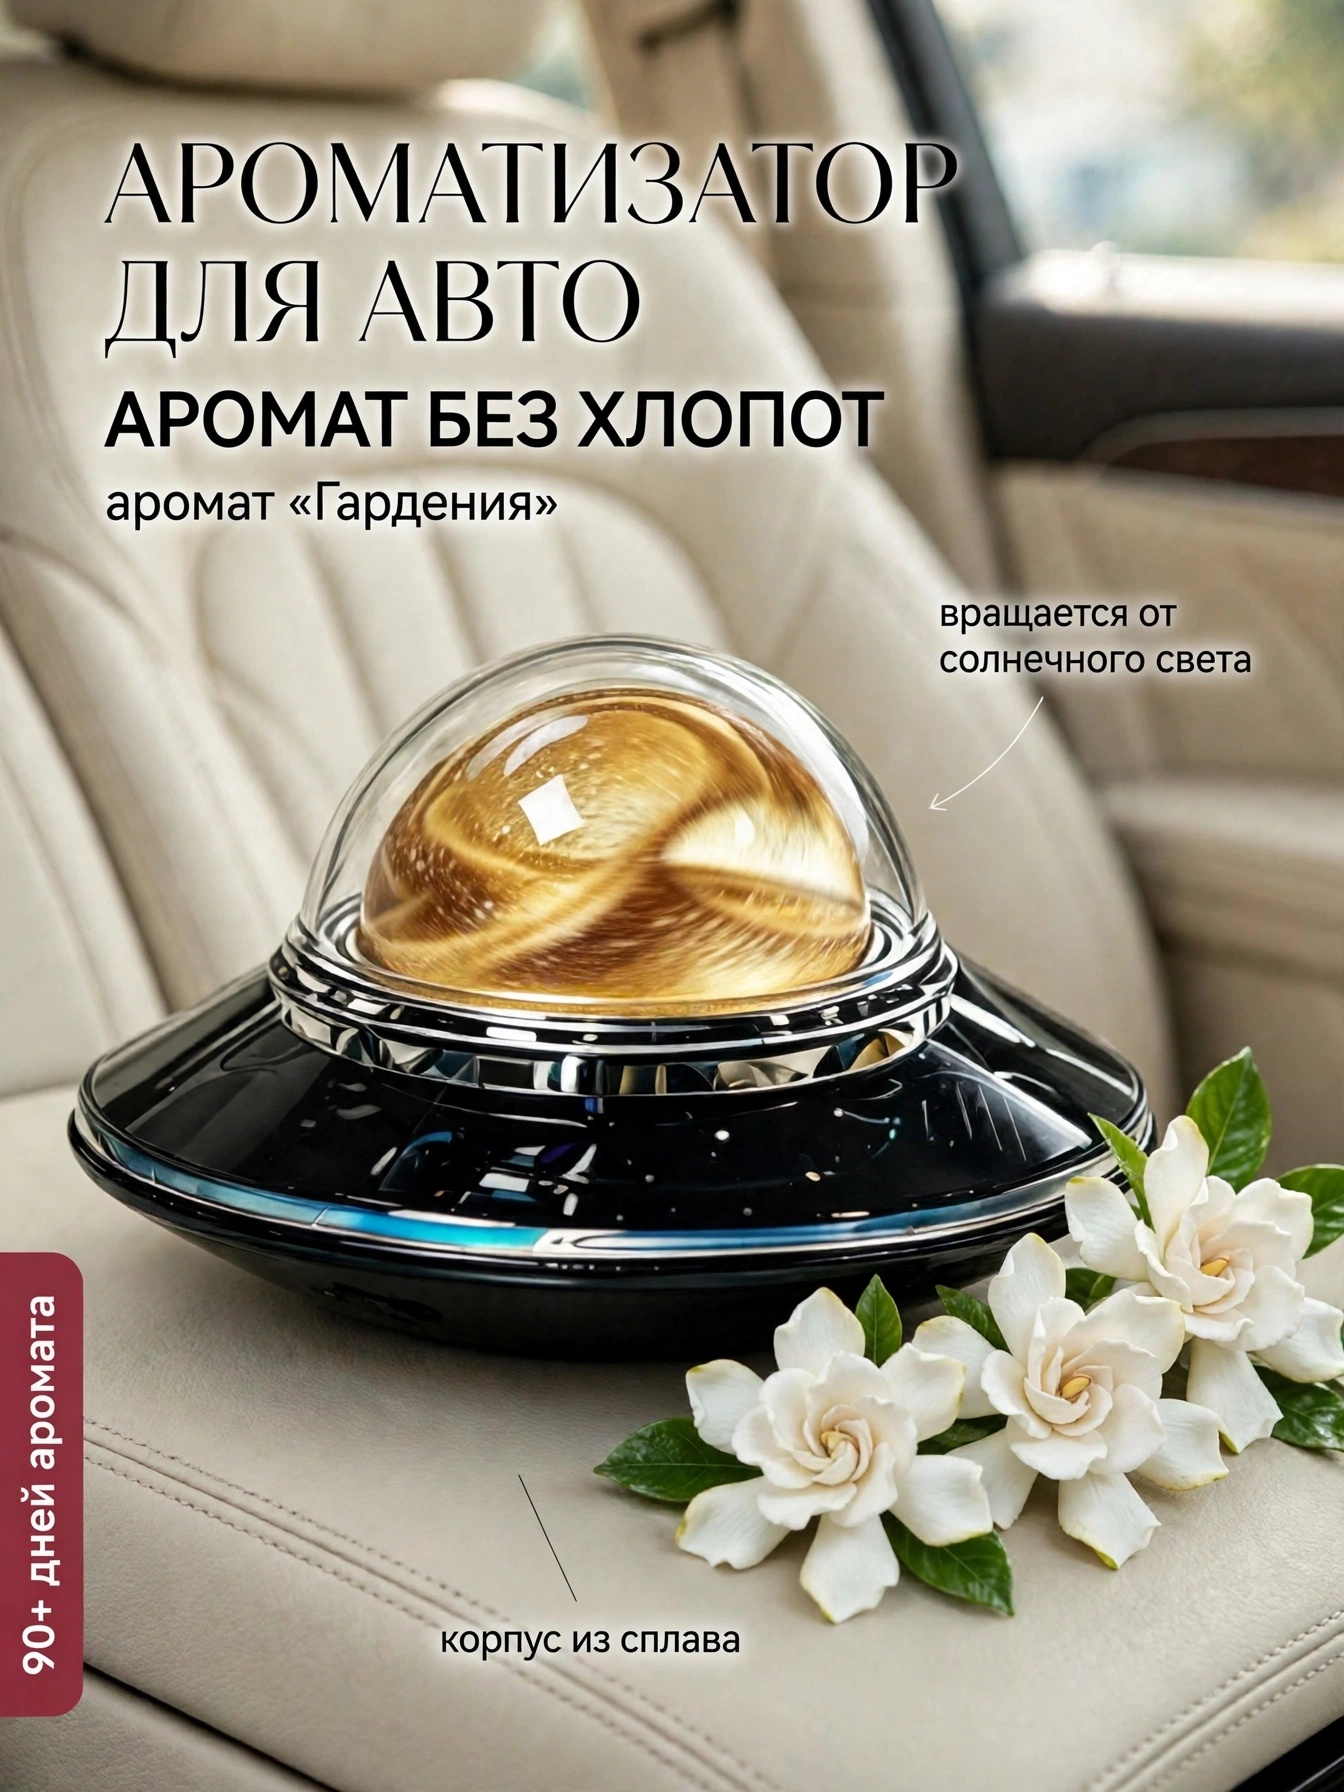 АРОМАТИЗАТОР
ДЛЯ АВТО
АРОМАТ БЕЗ ХЛОПОТ
аромат «Гардения»
вращается от
солнечного света
90+ дней аромата
корпус из сплава